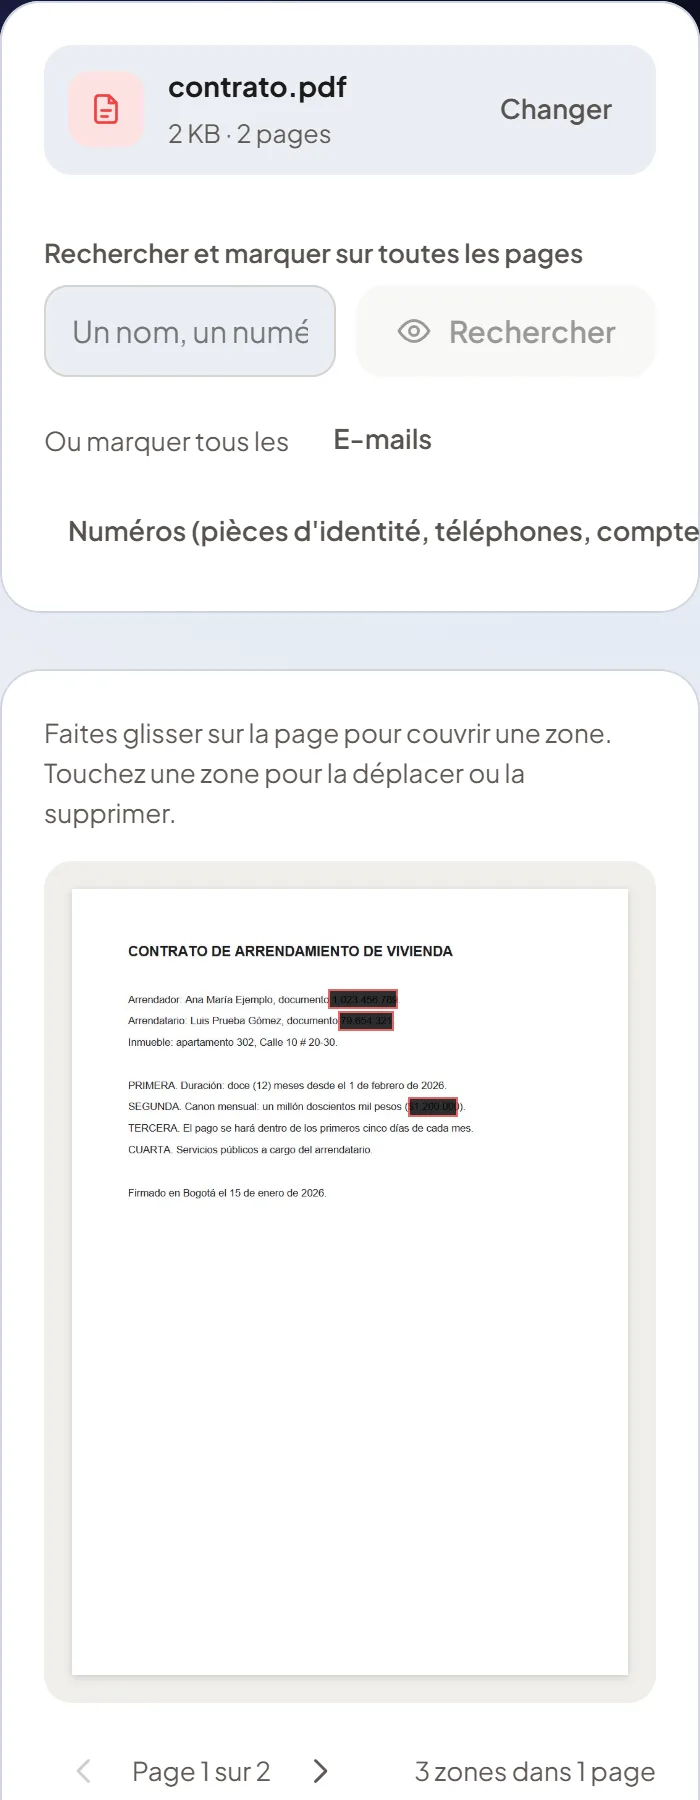 contrato.pdf
2 KB · 2 pages
Changer
Rechercher et marquer sur toutes les pages
Un nom, un numé
Rechercher
Ou marquer tous les
E-mails
Numéros (pièces d'identité, téléphones, compte
Faites glisser sur la page pour couvrir une zone.
Touchez une zone pour la déplacer ou la
supprimer.
CONTRATO DE ARRENDAMIENTO DE VIVIENDA
Arrendador: Ana María Ejemplo, documento
Arrendatario: Luis Prueba Gómez, documento
Inmueble: apartamento 302, Calle 10 # 20-30.
PRIMERA. Duración: doce (12) meses desde el 1 de febrero de 2026.
SEGUNDA. Canon mensual: un millón doscientos mil pesos ( ).
TERCERA. El pago se hará dentro de los primeros cinco días de cada mes.
CUARTA. Servicios públicos a cargo del arrendatario.
Firmado en Bogotá el 15 de enero de 2026.
Page 1 sur 2
3 zones dans 1 page